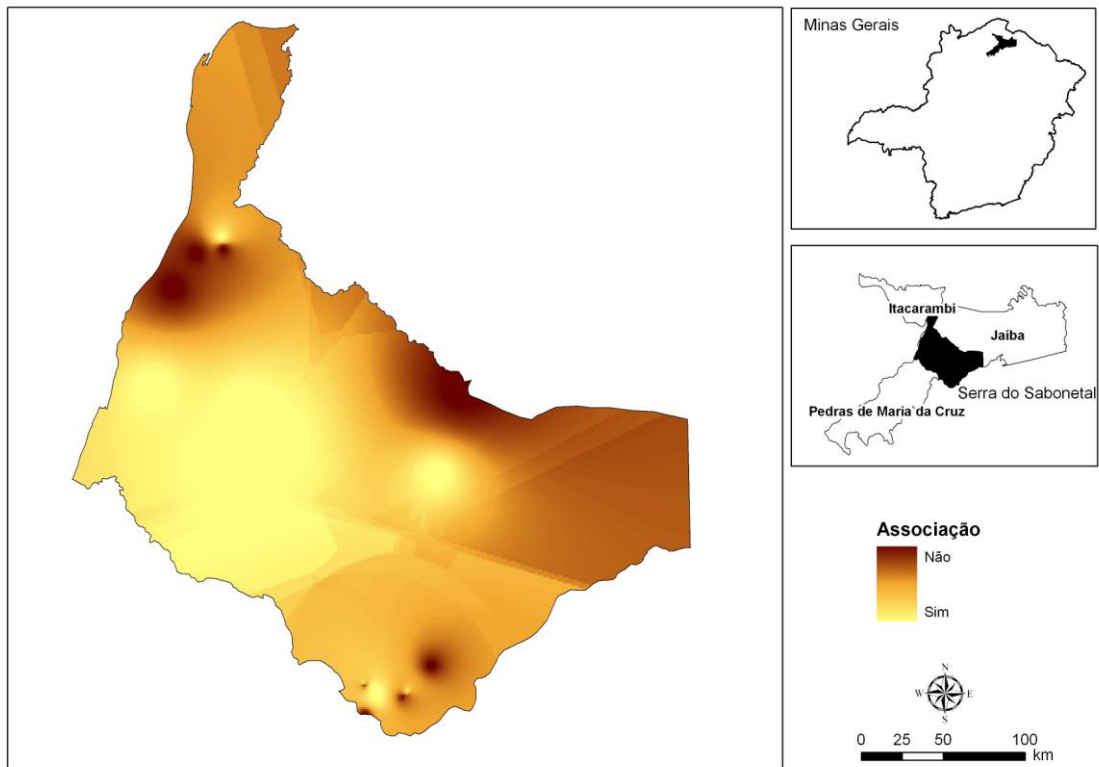 Minas Gerais
Itacarambi
Jaíba
Serra do Sabonetal
Pedras de Maria da Cruz
Associação
Não
Sim
N
W E
S
0 25 50 100
km